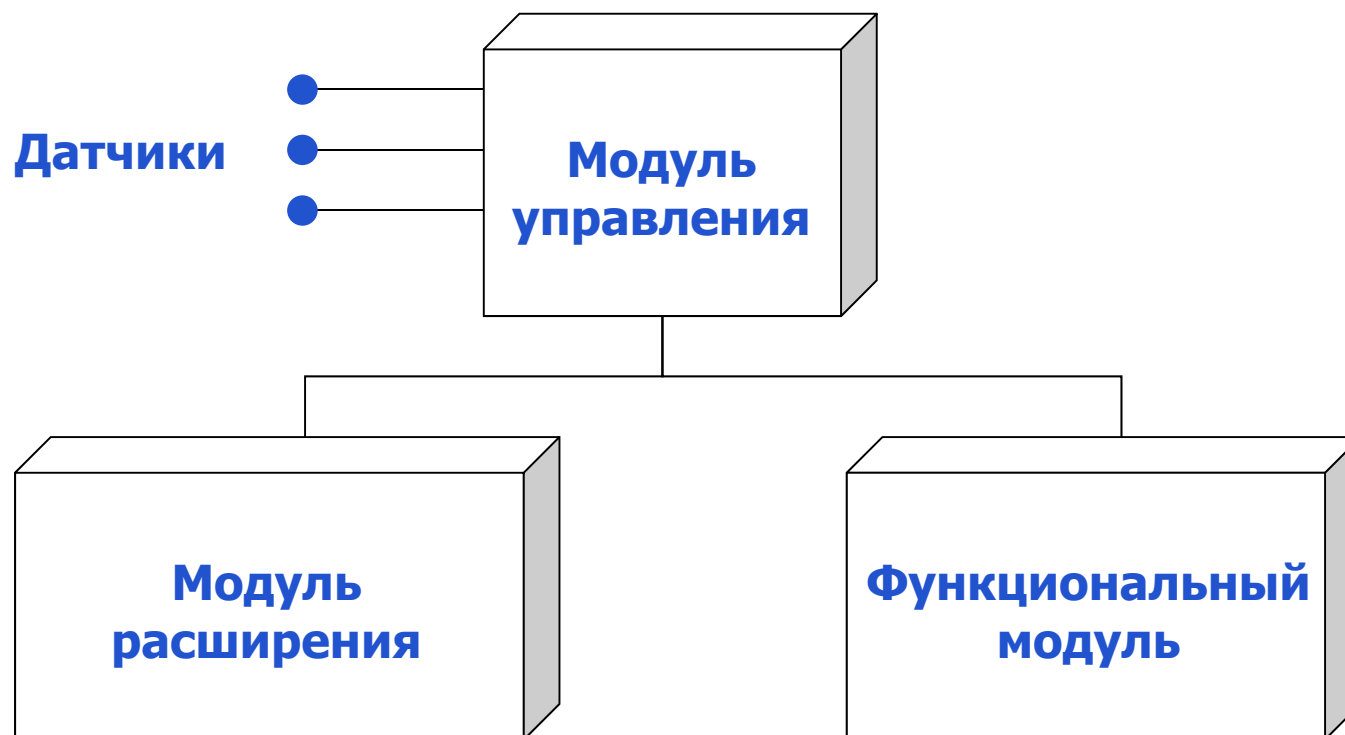 Датчики
Модуль
управления
Модуль
расширения
Функциональный
модуль